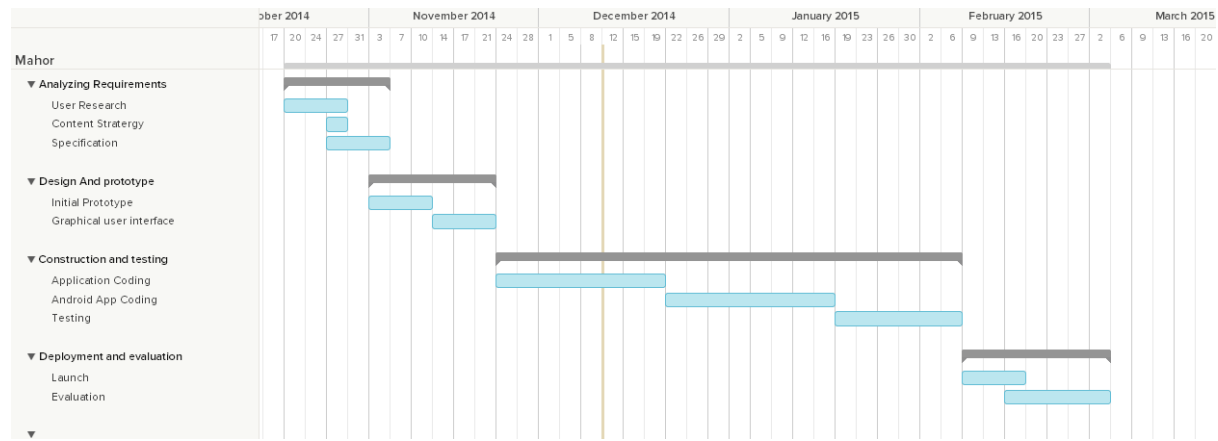 ober 2014 November 2014 December 2014 January 2015 February 2015 March 2015
17 20 24 27 31 3 7 10 14 17 21 24 28 1 5 8 12 15 19 22 26 29 2 5 9 12 16 19 23 26 30 2 6 9 13 16 20 23 27 2 6 9 13 16 20
Mahor
▼ Analyzing Requirements
User Research
Content Stratergy
Specification
▼ Design And prototype
Initial Prototype
Graphical user interface
▼ Construction and testing
Application Coding
Android App Coding
Testing
▼ Deployment and evaluation
Launch
Evaluation
▼